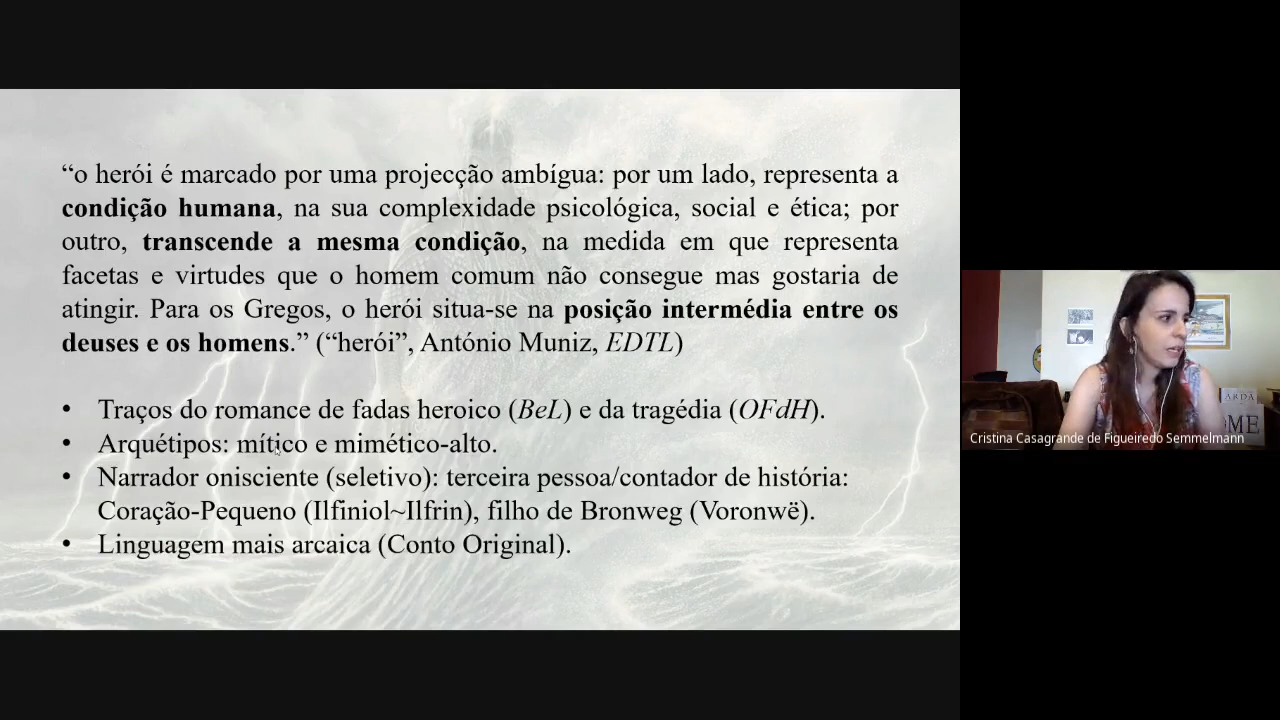 “o herói é marcado por uma projecção ambígua: por um lado, representa a
condição humana, na sua complexidade psicológica, social e ética; por
outro, transcende a mesma condição, na medida em que representa
facetas e virtudes que o homem comum não consegue mas gostaria de
atingir. Para os Gregos, o herói situa-se na posição intermédia entre os
deuses e os homens.” (“herói”, António Muniz, EDTL)
• Traços do romance de fadas heroico (BeL) e da tragédia (OFdH).
• Arquétipos: mítico e mimético-alto.
• Narrador onisciente (seletivo): terceira pessoa/contador de história:
Coração-Pequeno (Ilfiniol~Ilfrin), filho de Bronweg (Voronwë).
• Linguagem mais arcaica (Conto Original).
ARDA
OME
Cristina Casagrande de Figueiredo Semmelmann